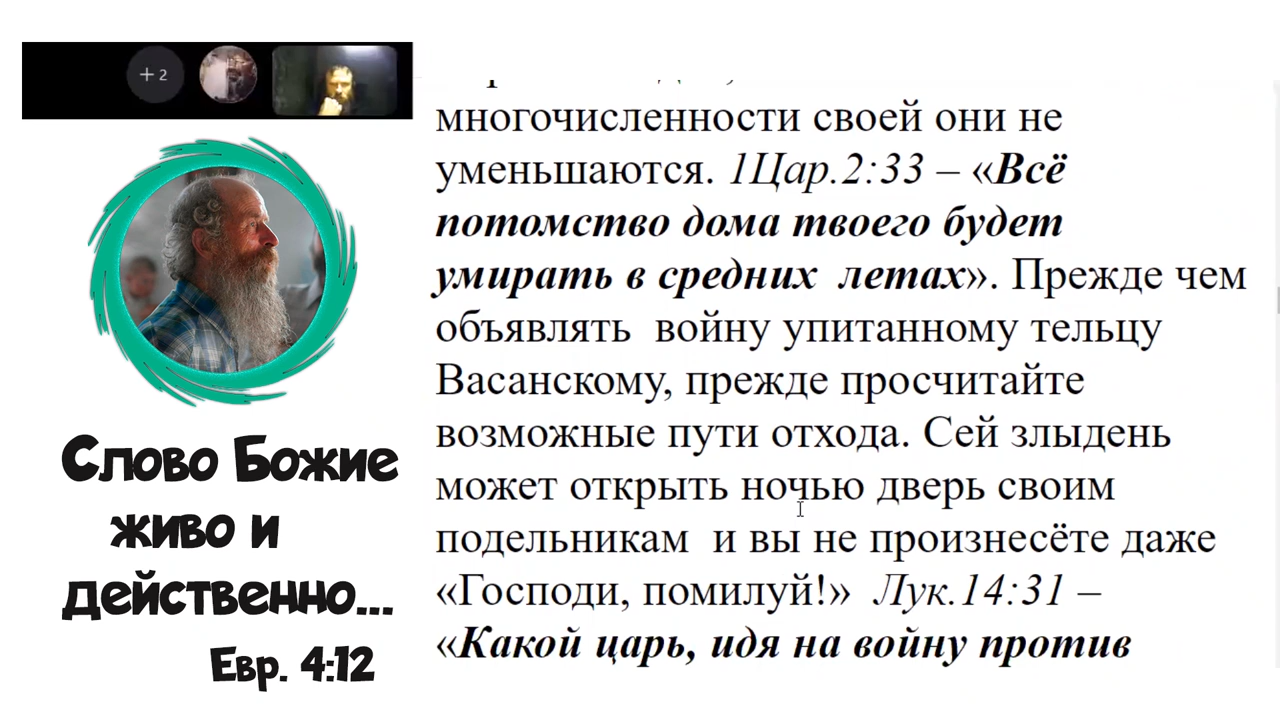 + 2
Слово Божие
живо и
действенно...
Евр. 4:12
многочисленности своей они не
уменьшаются. 1Цар.2:33 – «Всё
потомство дома твоего будет
умирать в средних летах». Прежде чем
объявлять войну упитанному тельцу
Васанскому, прежде просчитайте
возможные пути отхода. Сей злыдень
может открыть ночью дверь своим
подельникам и вы не произнесёте даже
«Господи, помилуй!» Лук.14:31 –
«Какой царь, идя на войну против